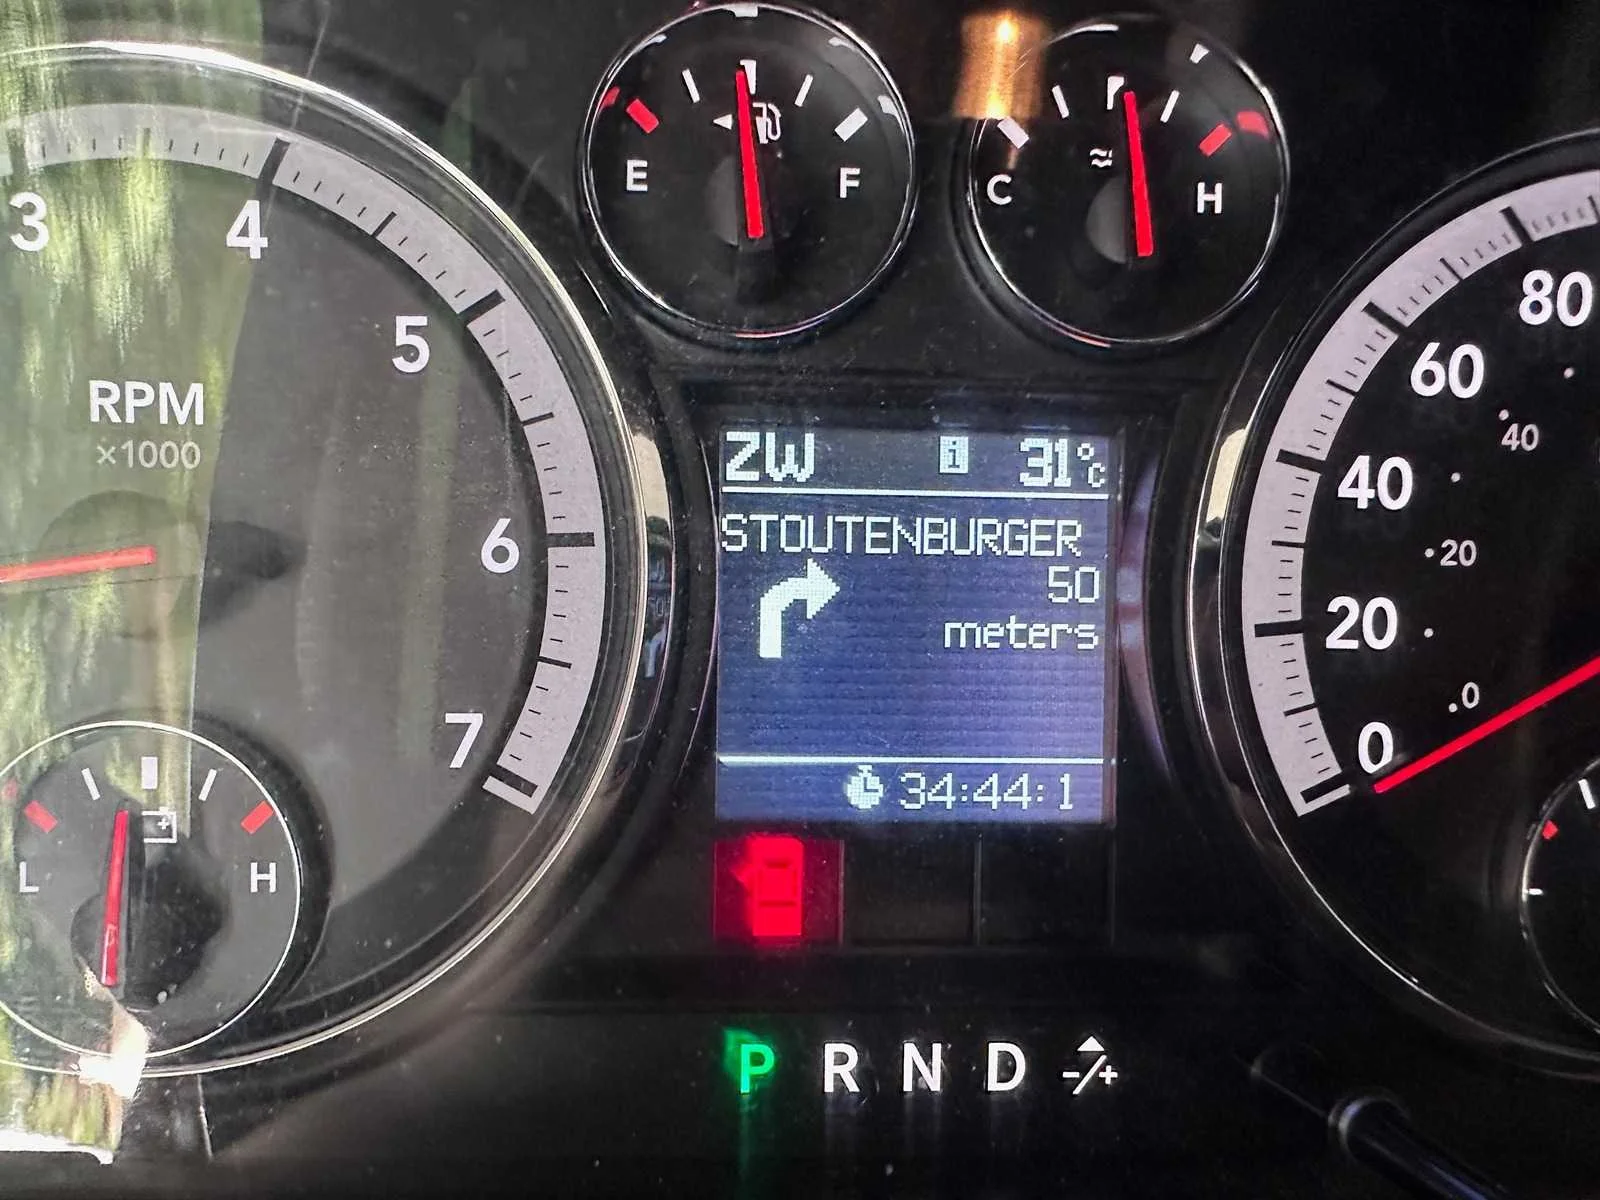 E
F
C
H
3
4
5
6
7
RPM
×1000
L
H
ZW
i
31°C
STOUTENBURGER
50
meters
34:44:1
80
60
40
20
0
40
20
0
P R N D -/+